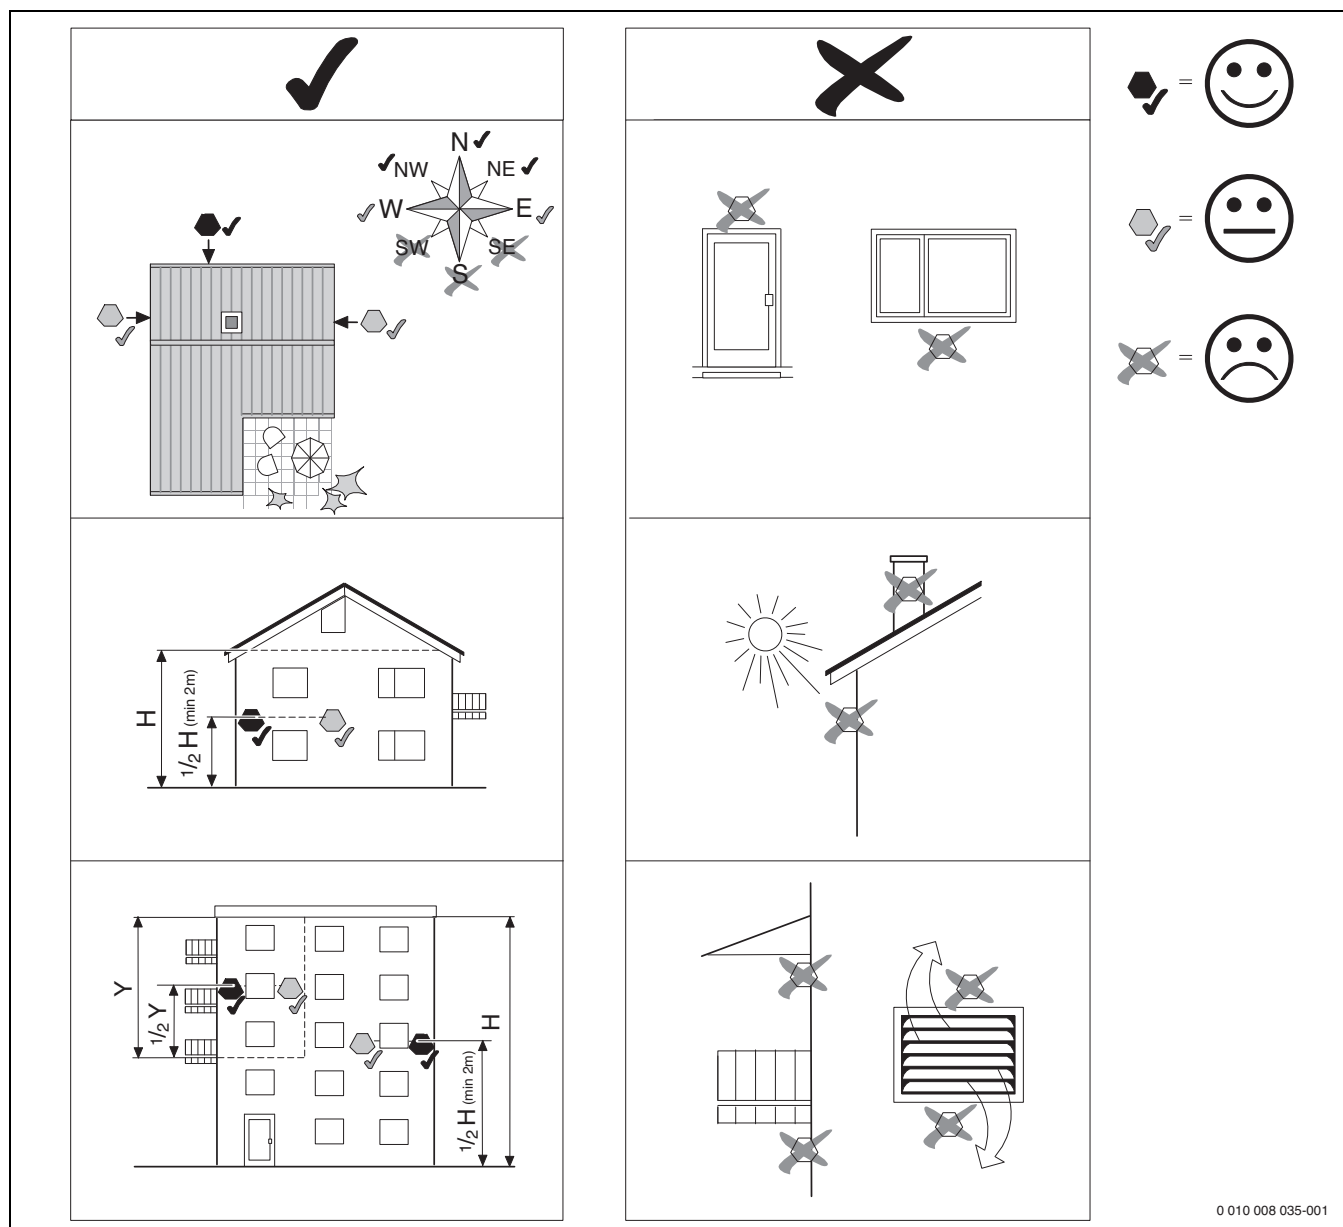 N
NW
NE
W
E
SW
SE
S
=
=
=
H
1/2 H (min 2m)
Y
1/2 Y
H
1/2 H (min 2m)
0 010 008 035-001